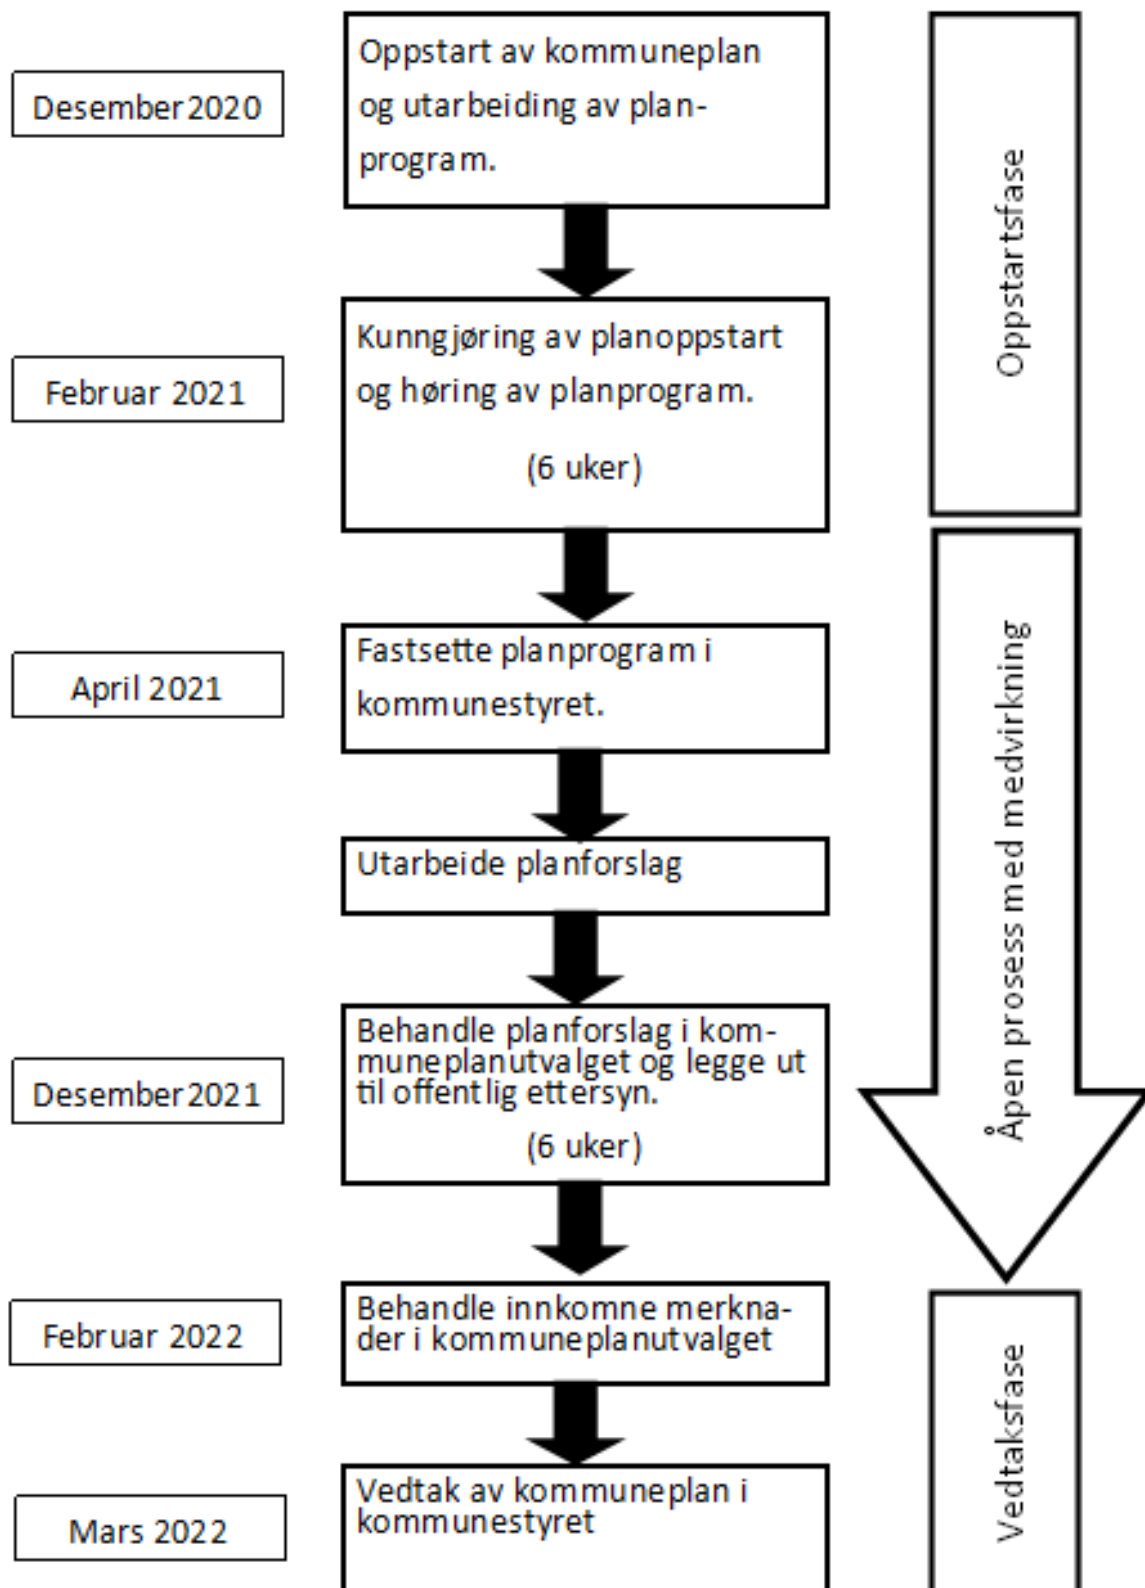 Desember 2020
Oppstart av kommuneplan
og utarbeiding av plan-
program.
Oppstartsfase
Februar 2021
Kunngjøring av planoppstart
og høring av planprogram.
(6 uker)
April 2021
Fastsette planprogram i
kommunestyret.
Åpen prosess med medvirkning
Utarbeide planforslag
Desember 2021
Behandle planforslag i kom-
muneplanutvalget og legge ut
til offentlig ettersyn.
(6 uker)
Februar 2022
Behandle innkomne merkna-
der i kommuneplanutvalget
Vedtaksfase
Mars 2022
Vedtak av kommuneplan i
kommunestyret